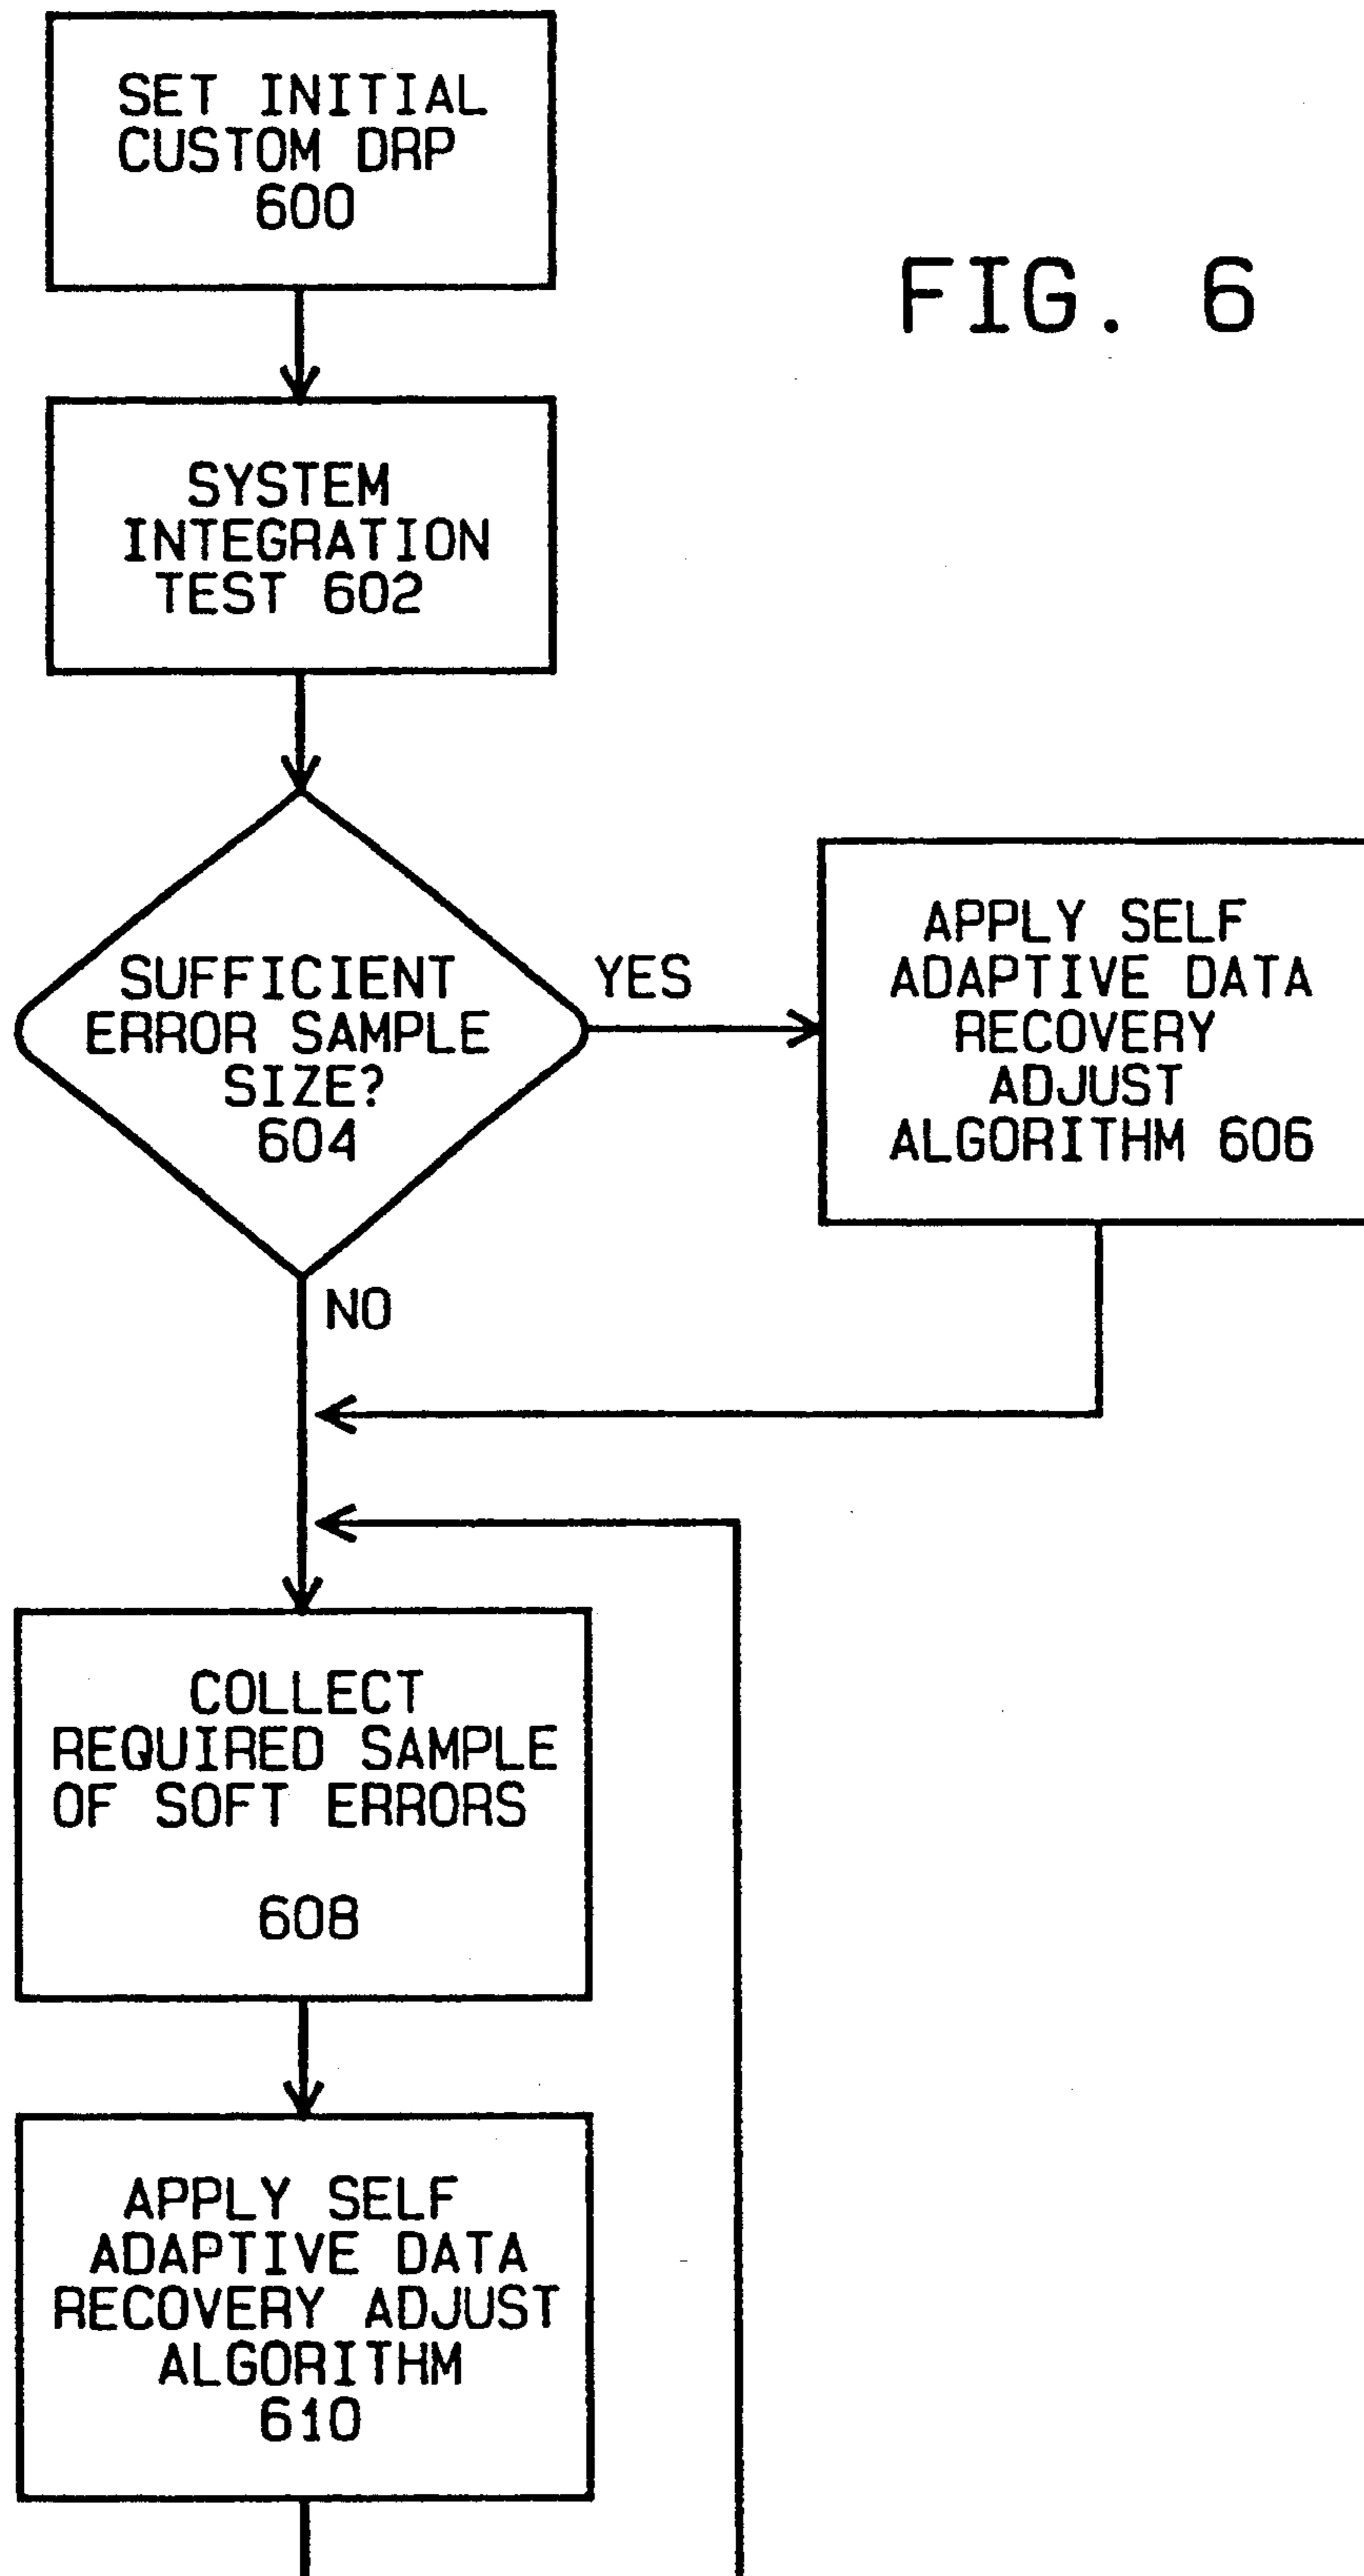 SET INITIAL
CUSTOM DRP
600
FIG. 6
SYSTEM
INTEGRATION
TEST 602
SUFFICIENT
ERROR SAMPLE
SIZE?
604
YES
APPLY SELF
ADAPTIVE DATA
RECOVERY
ADJUST
ALGORITHM 606
NO
COLLECT
REQUIRED SAMPLE
OF SOFT ERRORS
608
APPLY SELF
ADAPTIVE DATA
RECOVERY ADJUST
ALGORITHM
610